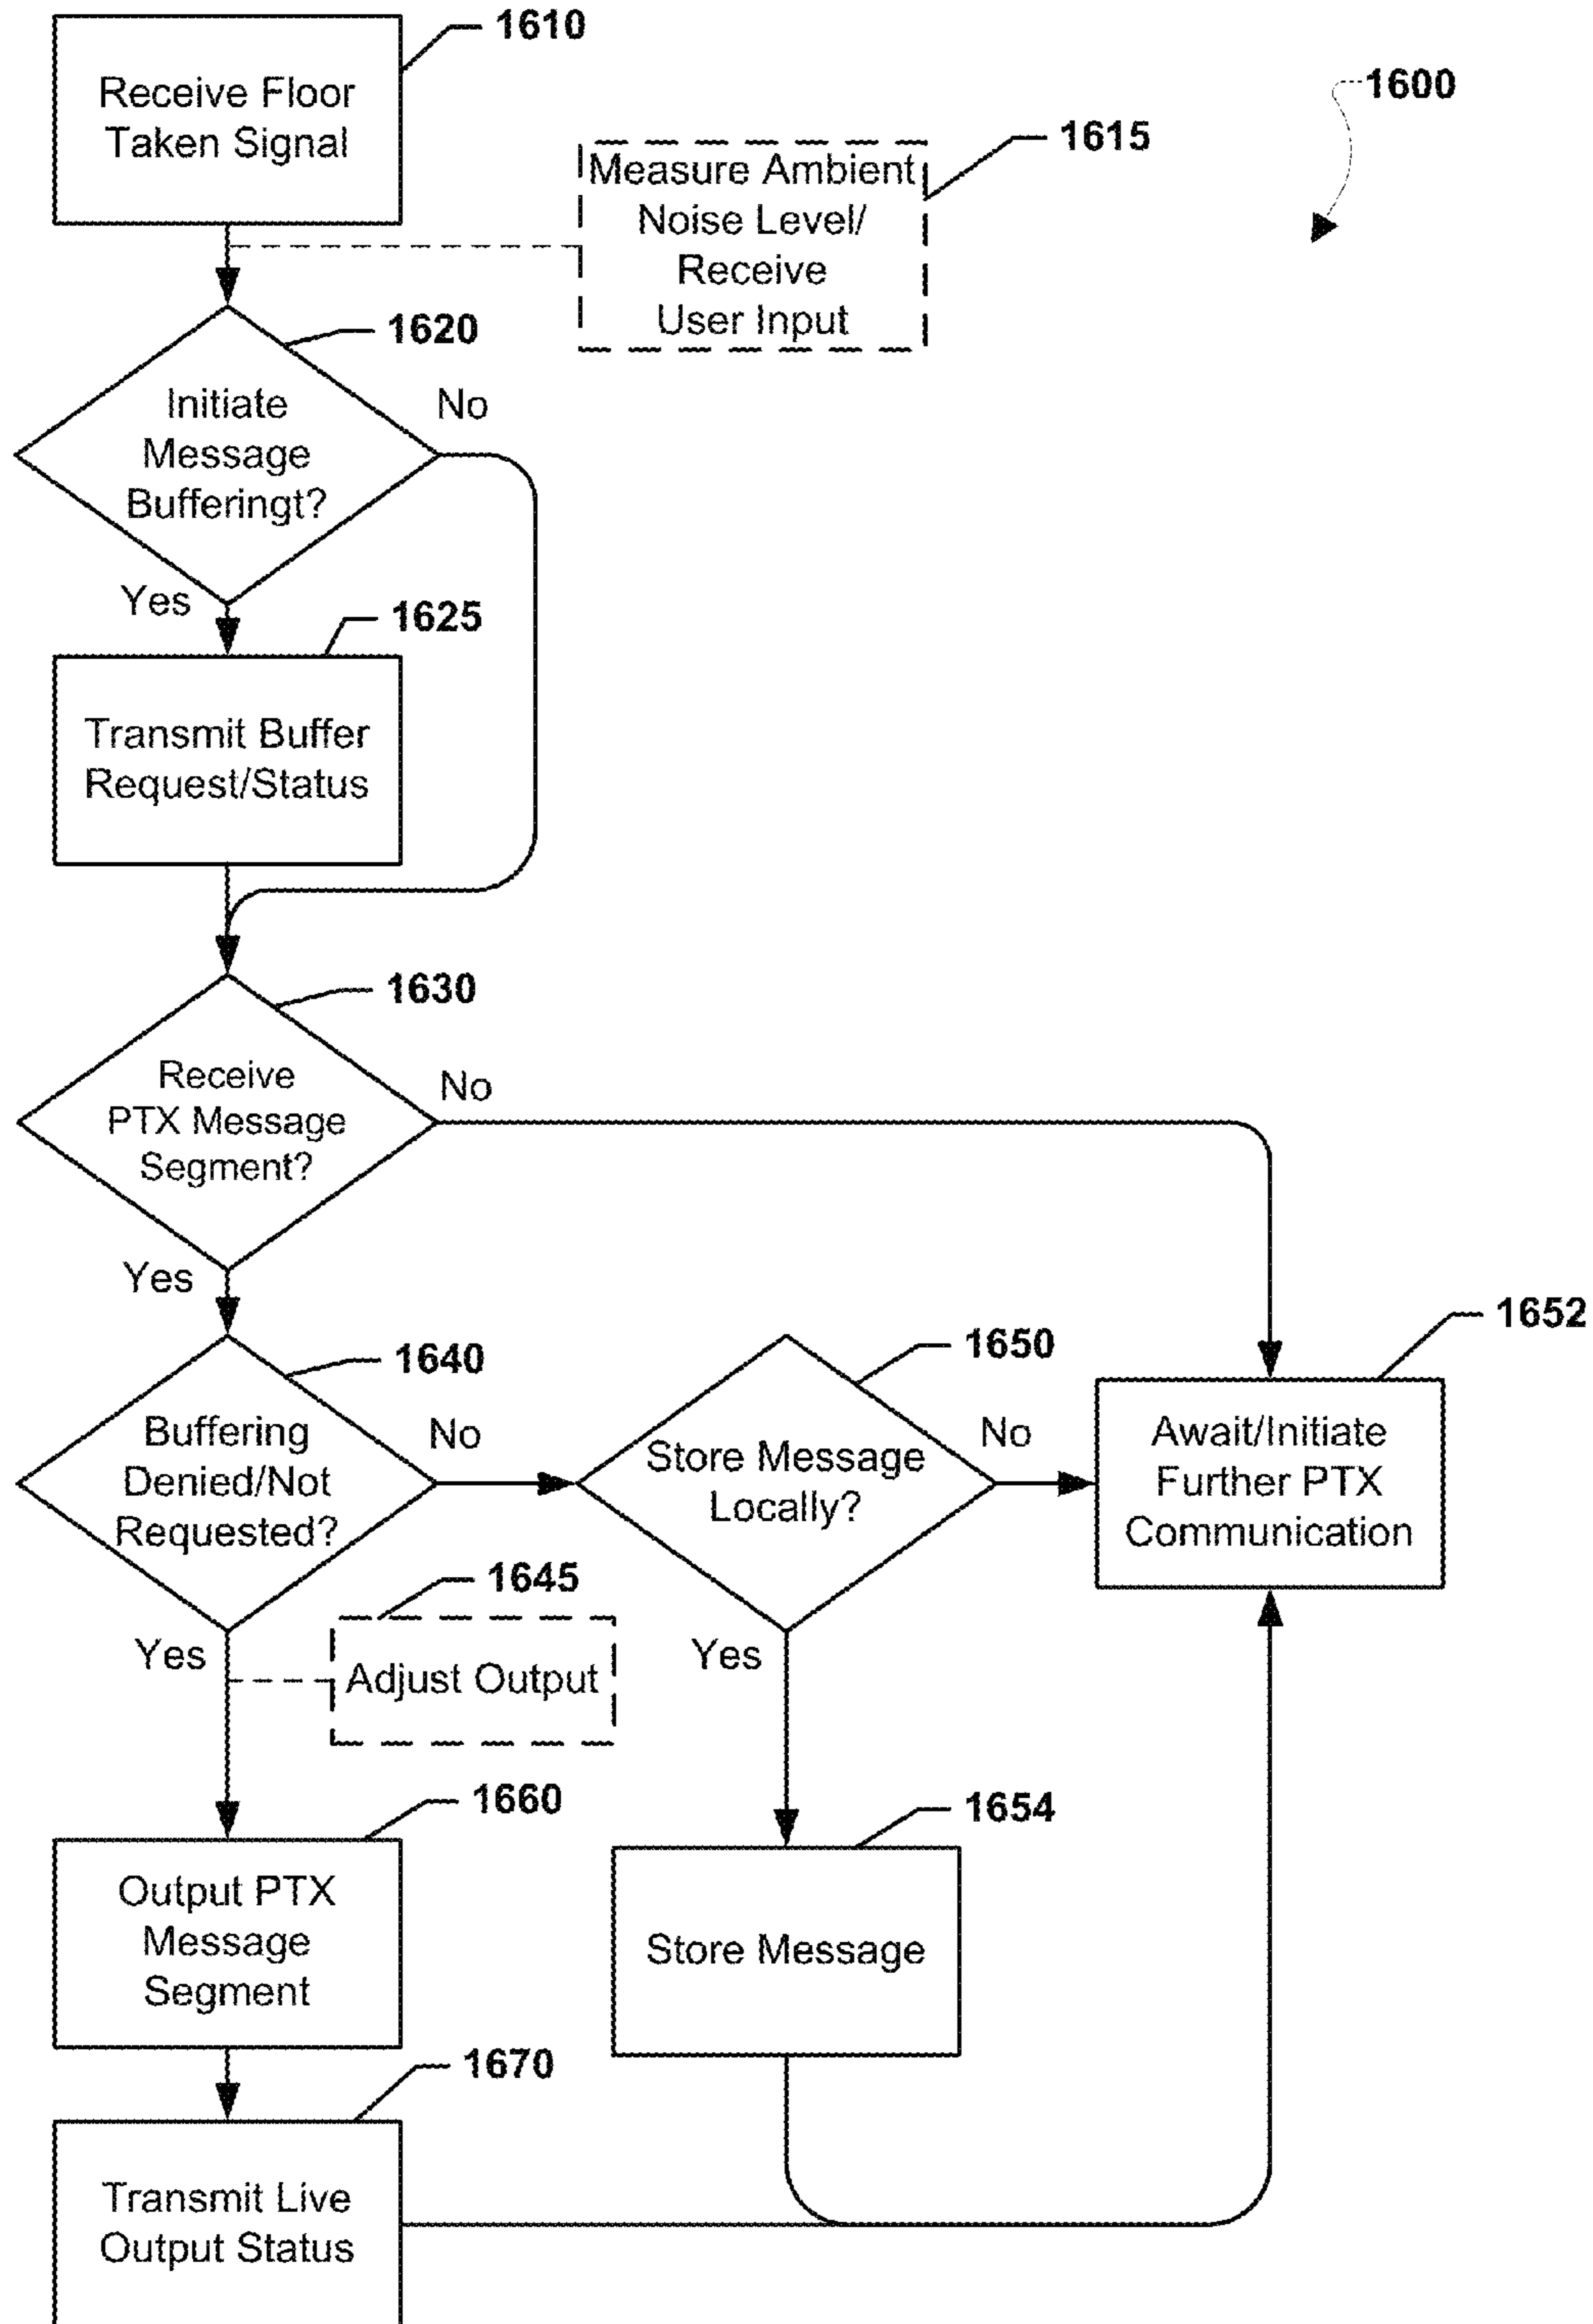 1610
Receive Floor
Taken Signal
1600
1615
Measure Ambient
Noise Level/
Receive
User Input
1620
Initiate
Message
Bufferingt?
No
Yes
1625
Transmit Buffer
Request/Status
1630
Receive
PTX Message
Segment?
No
Yes
1640
Buffering
Denied/Not
Requested?
No
Yes
1650
Store Message
Locally?
No
Yes
1652
Await/Initiate
Further PTX
Communication
1645
Adjust Output
1660
Output PTX
Message
Segment
1654
Store Message
1670
Transmit Live
Output Status